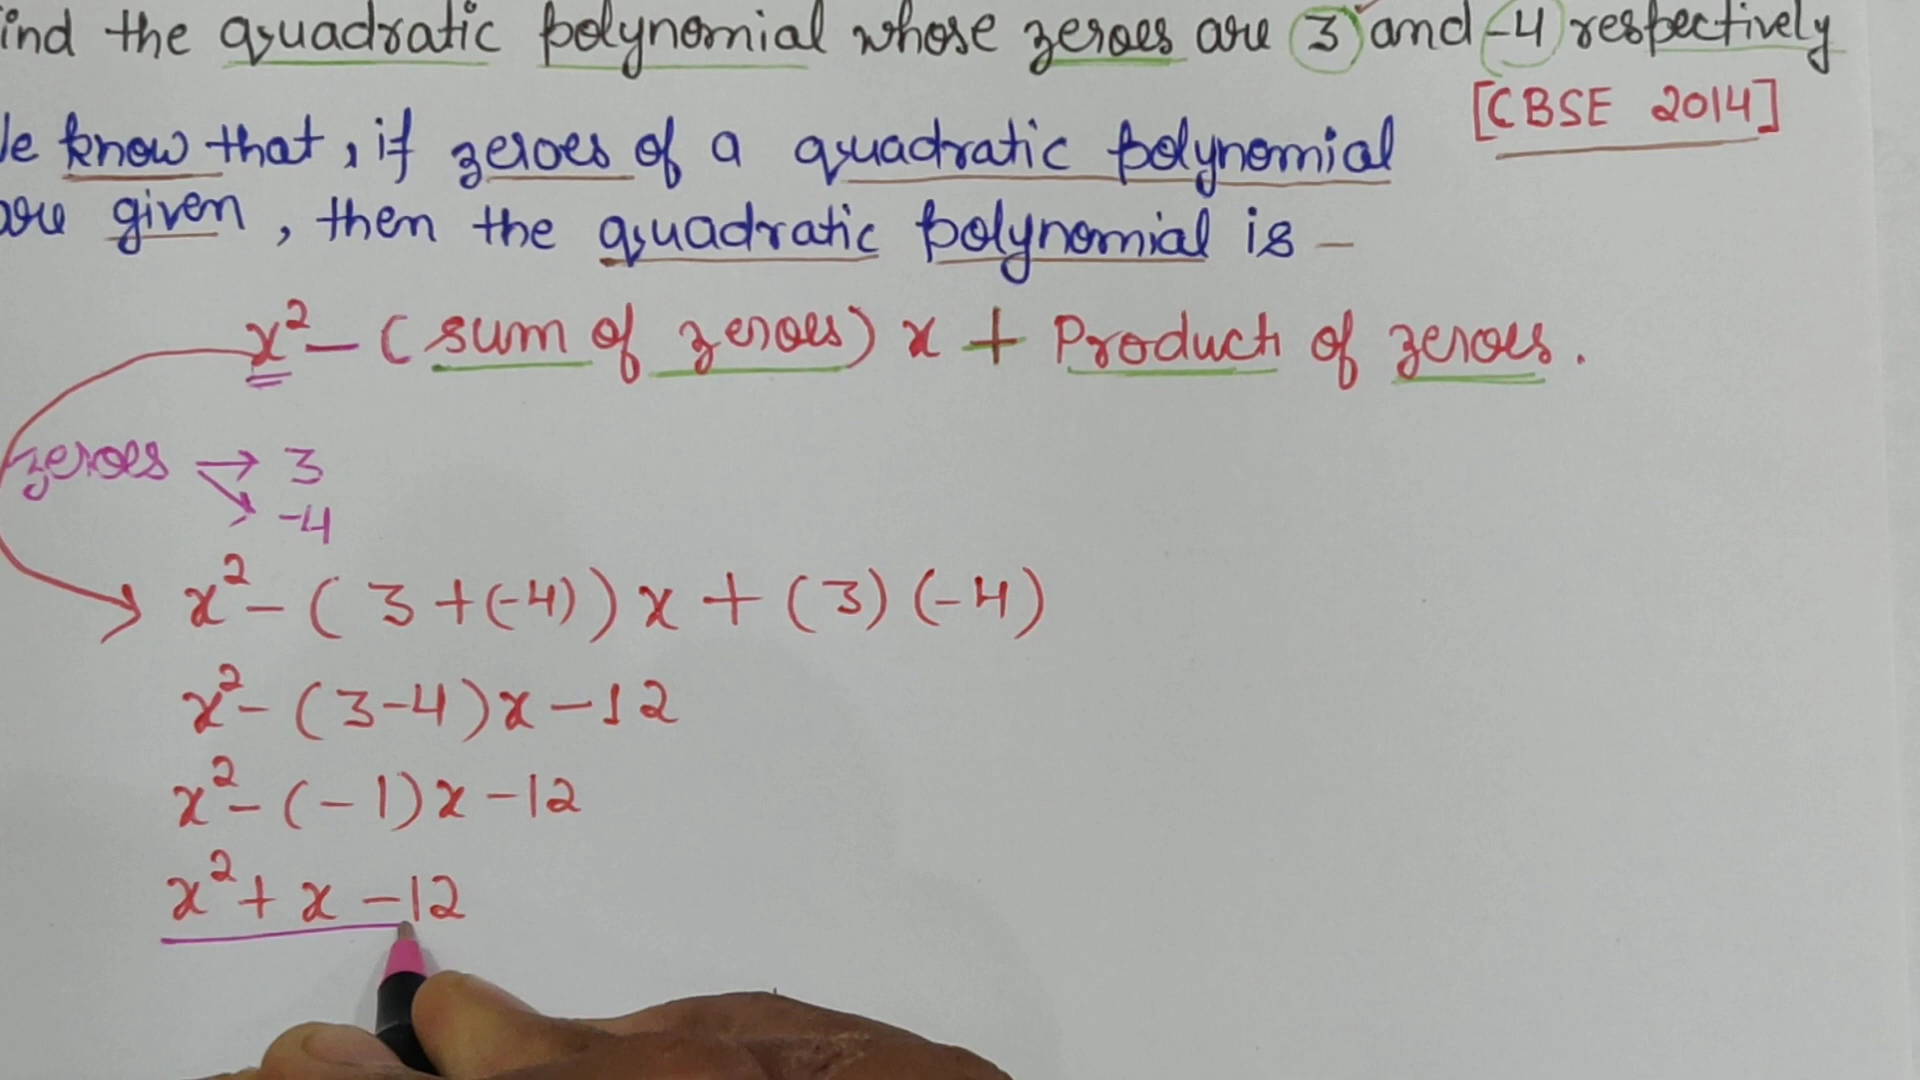 ind the quadratic polynomial whose zeroes are 3 and -4 respectively
[CBSE 2014]
le know that, if zeroes of a quadratic polynomial
are given, then the quadratic polynomial is –
x² – (sum of zeroes) x + Product of zeroes.
zeroes → 3
-4
x² – ( 3 + (-4)) x + (3) (-4)
x² – (3-4)x – 12
x² – (-1)x – 12
x² + x – 12